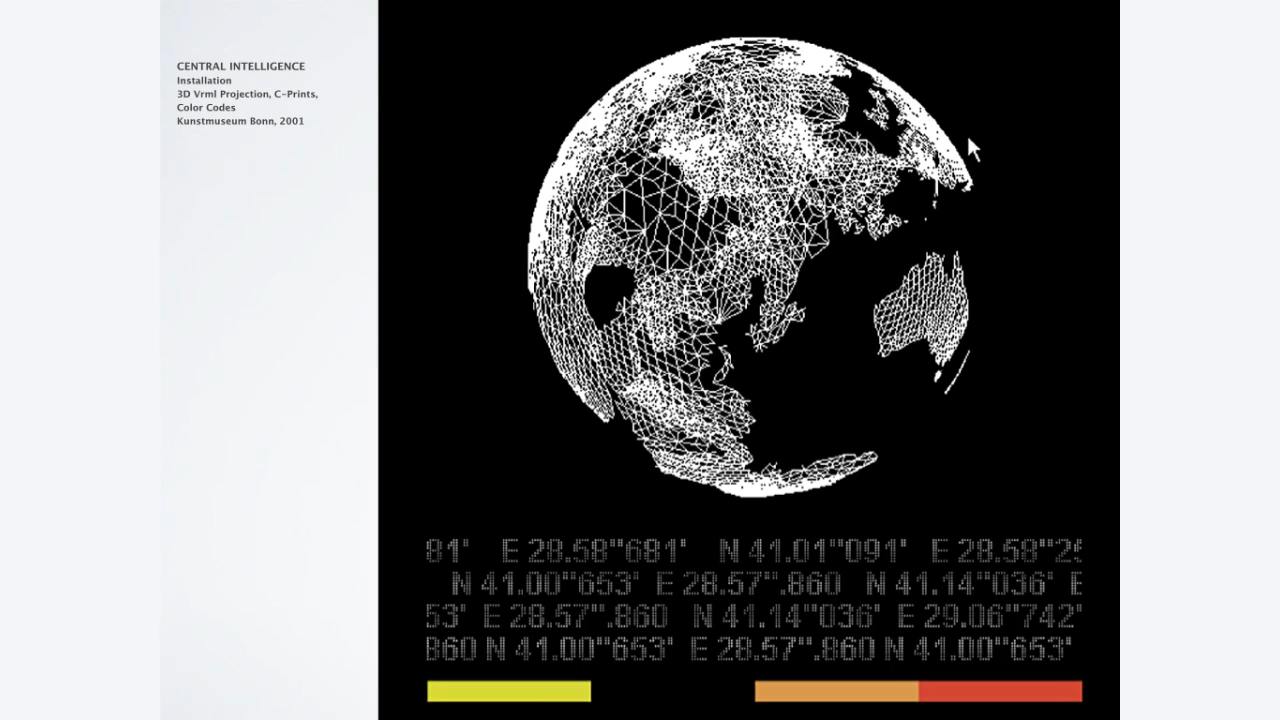 CENTRAL INTELLIGENCE
Installation
3D Vrml Projection, C-Prints,
Color Codes
Kunstmuseum Bonn, 2001
81' E 28.58"681' N 41.01"091' E 28.58"28
N 41.00"653' E 28.57".860 N 41.14"036' E
53' E 28.57".860 N 41.14"036' E 29.06"742'
860 N 41.00"653' E 28.57".860 N 41.00"653'